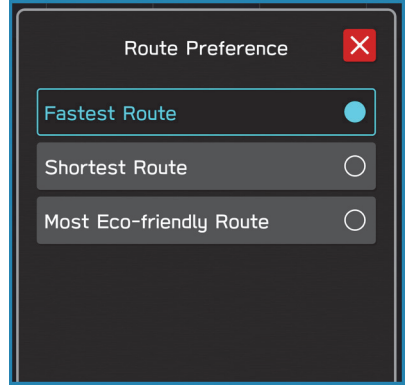 Route Preference
Fastest Route
Shortest Route
Most Eco-friendly Route